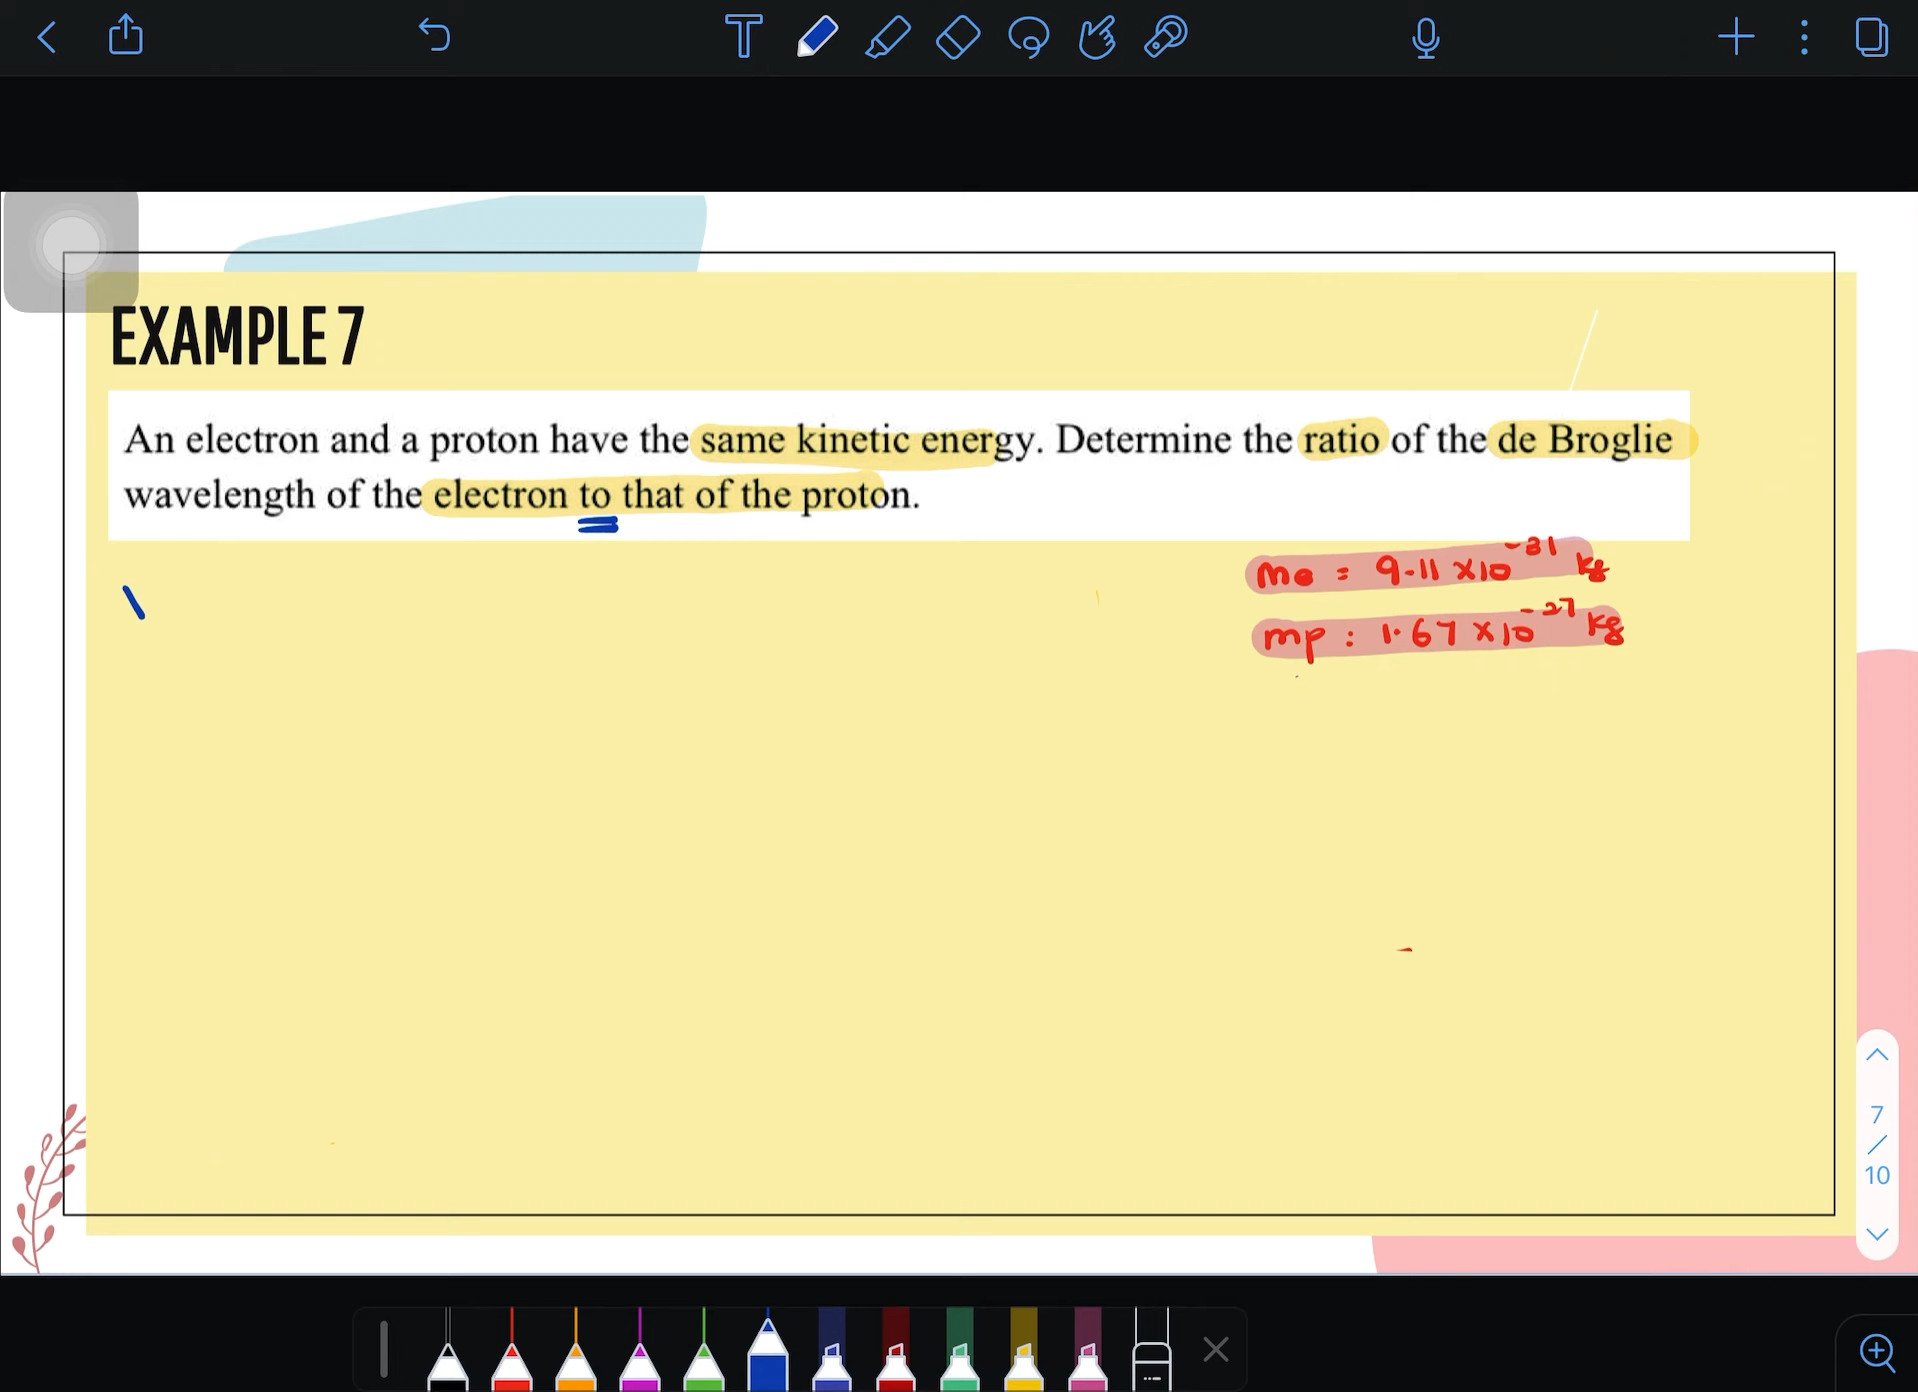 EXAMPLE 7
An electron and a proton have the same kinetic energy. Determine the ratio of the de Broglie
wavelength of the electron to that of the proton.
me = 9.11 x10⁻³¹ kg
mp : 1.67 x10⁻²⁷ kg
7
/
10